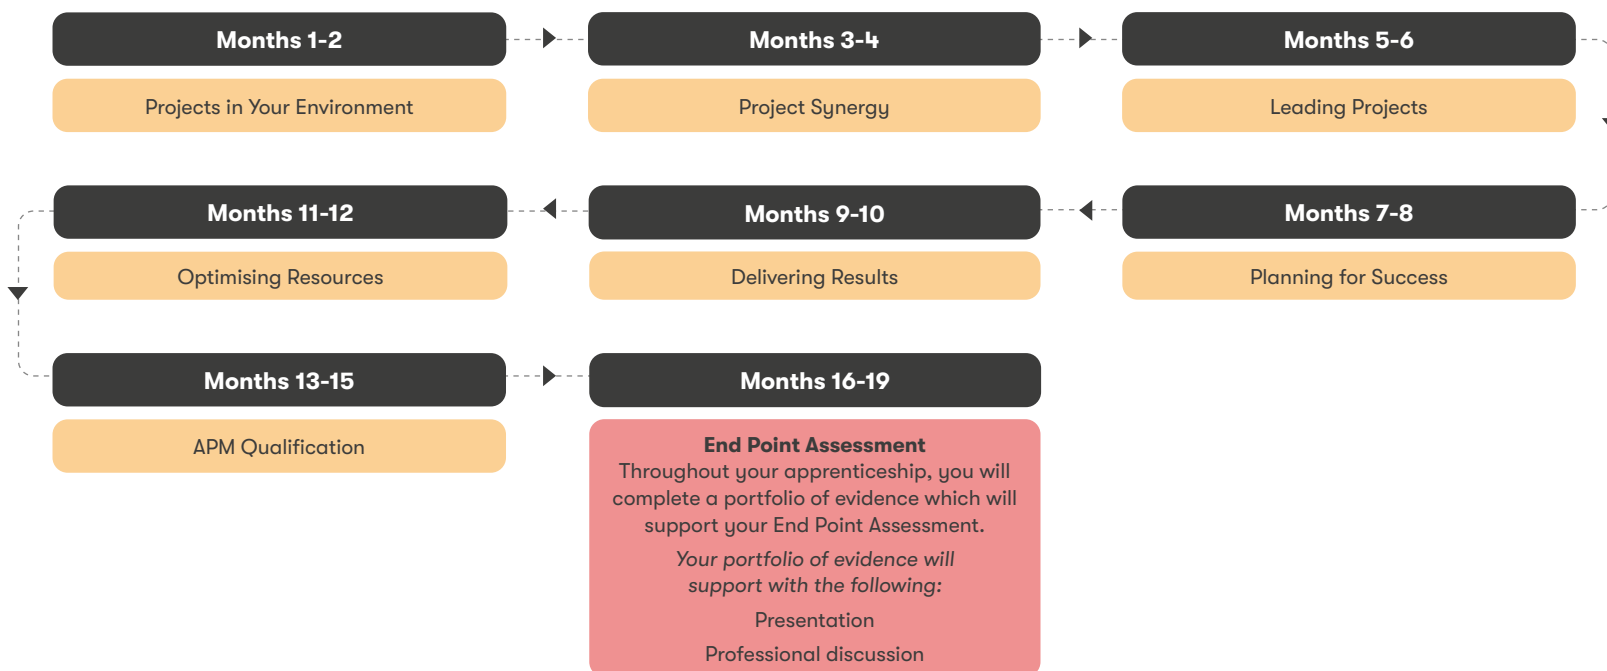 Months 1-2
Projects in Your Environment
Months 3-4
Project Synergy
Months 5-6
Leading Projects
Months 7-8
Planning for Success
Months 9-10
Delivering Results
Months 11-12
Optimising Resources
Months 13-15
APM Qualification
Months 16-19
End Point Assessment
Throughout your apprenticeship, you will
complete a portfolio of evidence which will
support your End Point Assessment.
Your portfolio of evidence will
support with the following:
Presentation
Professional discussion